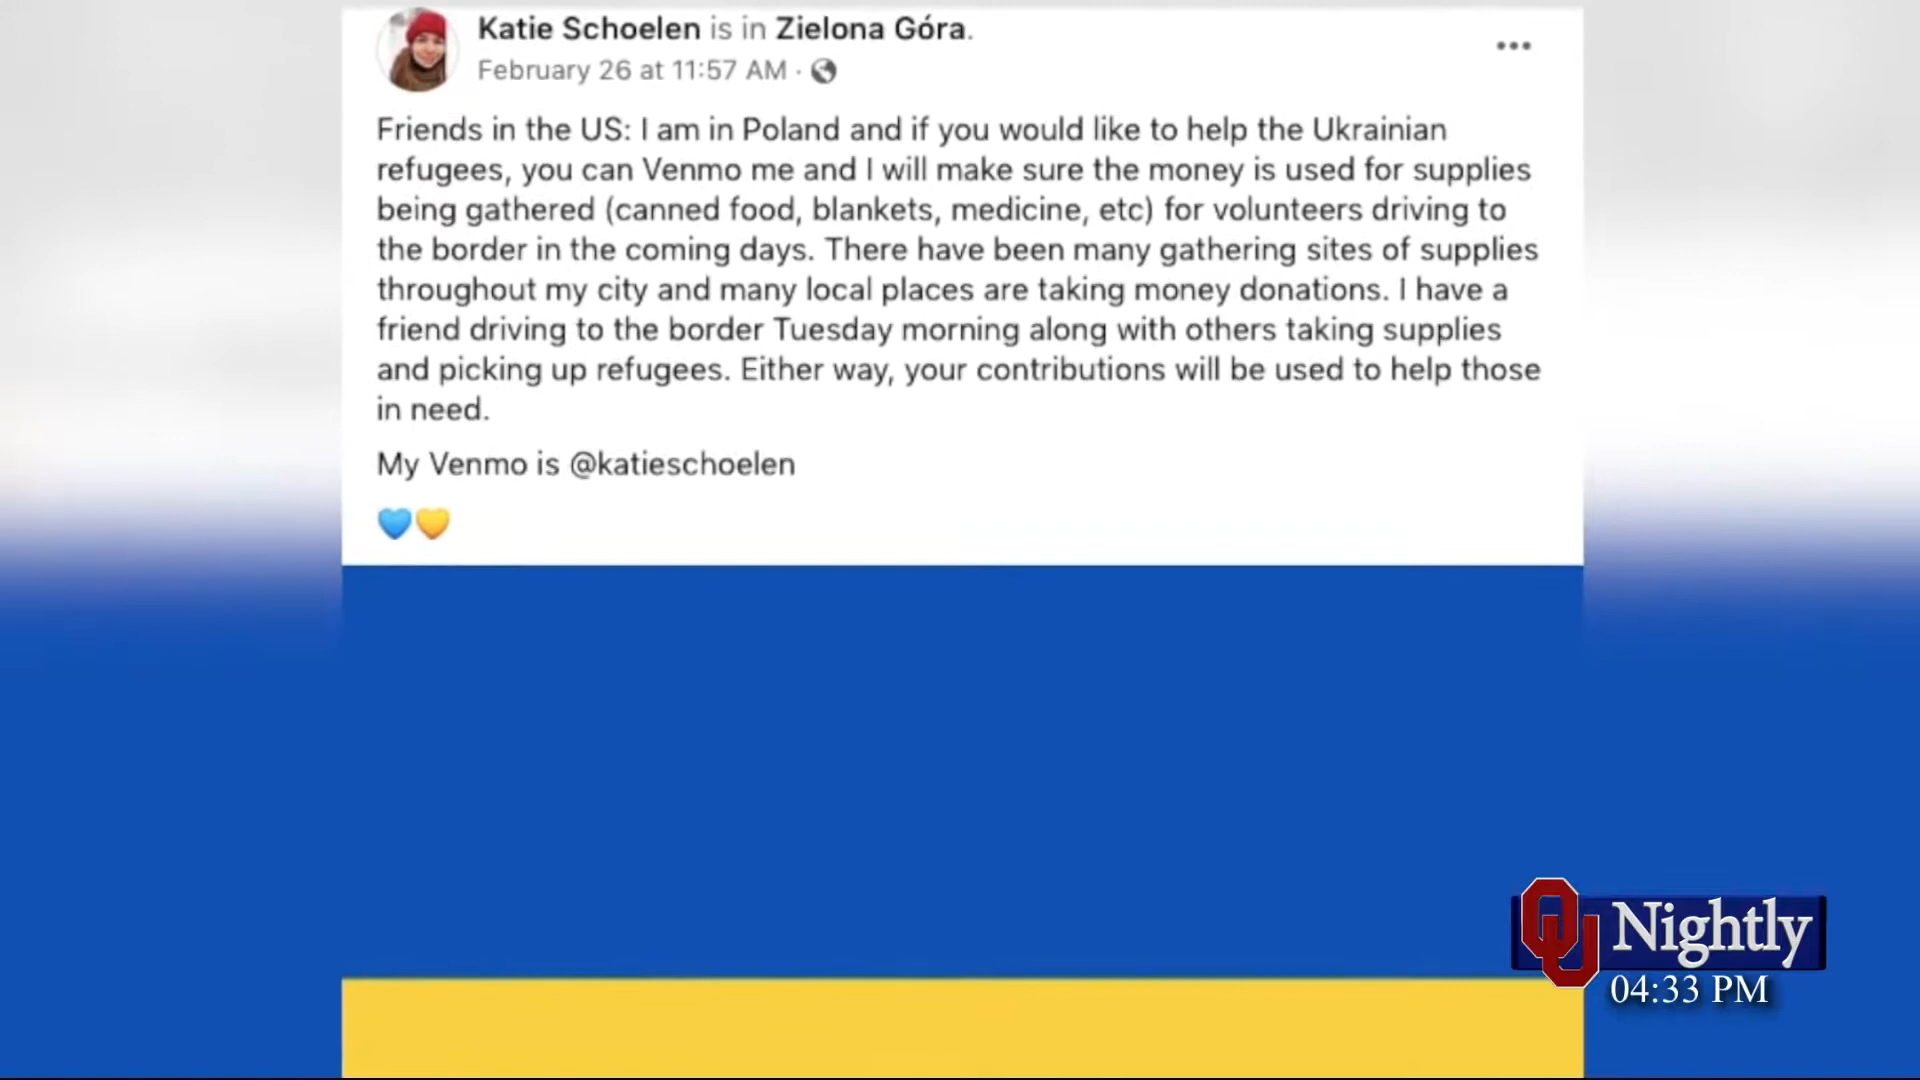 Katie Schoelen is in Zielona Góra.
February 26 at 11:57 AM ·
Friends in the US: I am in Poland and if you would like to help the Ukrainian
refugees, you can Venmo me and I will make sure the money is used for supplies
being gathered (canned food, blankets, medicine, etc) for volunteers driving to
the border in the coming days. There have been many gathering sites of supplies
throughout my city and many local places are taking money donations. I have a
friend driving to the border Tuesday morning along with others taking supplies
and picking up refugees. Either way, your contributions will be used to help those
in need.
My Venmo is @katieschoelen
💙💛
OU Nightly
04:33 PM